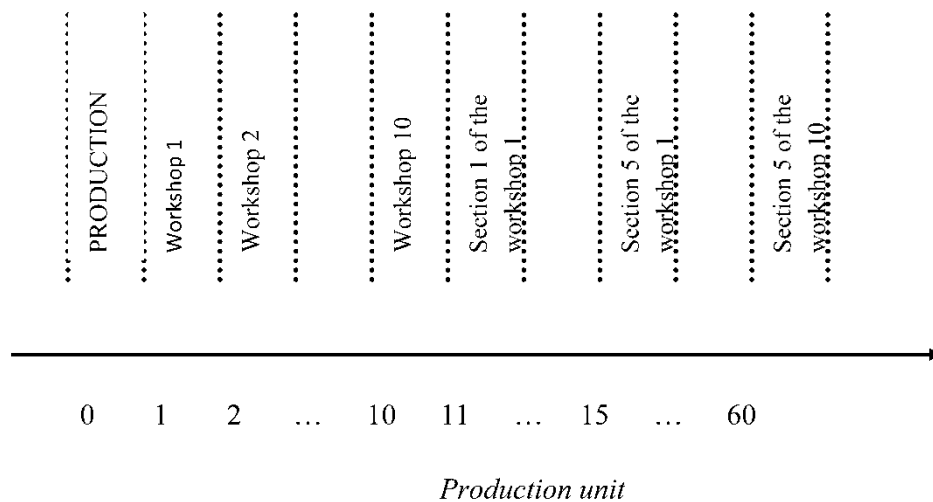 PRODUCTION
Workshop 1
Workshop 2
Workshop 10
Section 1 of the
workshop 1
Section 5 of the
workshop 1
Section 5 of the
workshop 10
0 1 2 … 10 11 … 15 … 60
Production unit